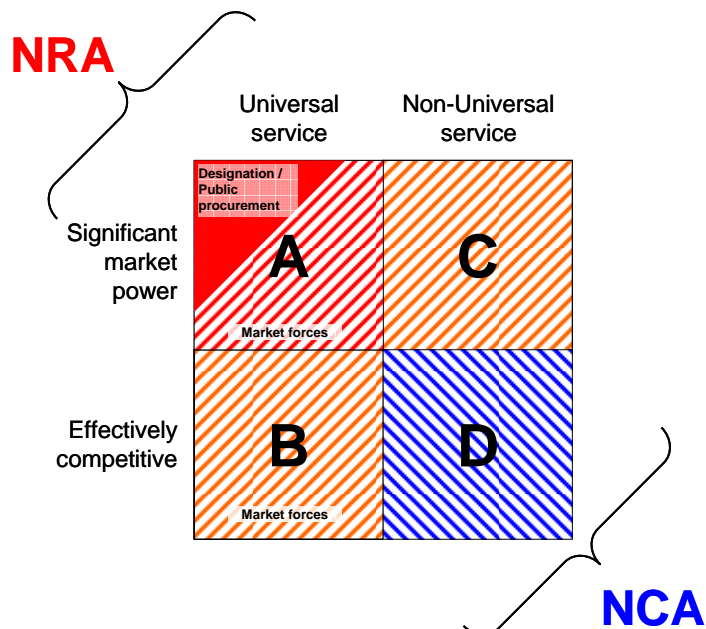 NRA
Universal
service
Non-Universal
service
Designation /
Public
procurement
Significant
market
power
A
C
Market forces
Effectively
competitive
B
D
Market forces
NCA